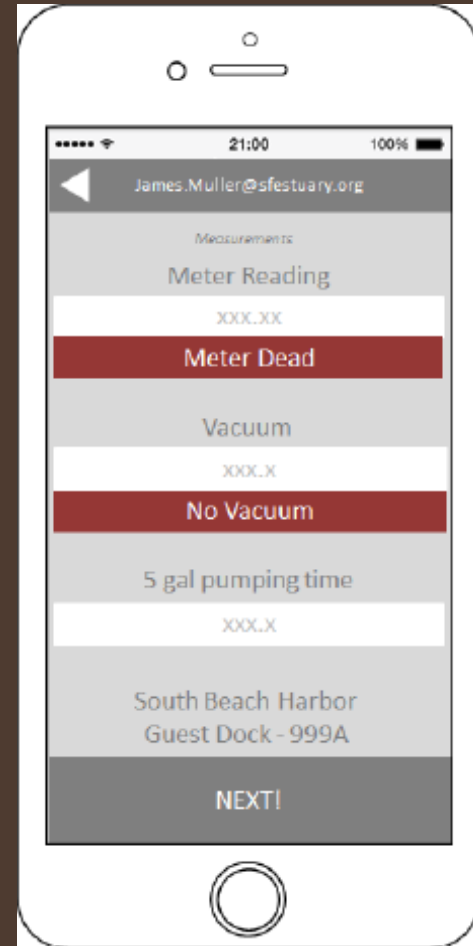 21:00 100%
James.Muller@sfestuary.org
Measurements
Meter Reading
xxx.xx
Meter Dead
Vacuum
xxx.x
No Vacuum
5 gal pumping time
xxx.x
South Beach Harbor
Guest Dock - 999A
NEXT!